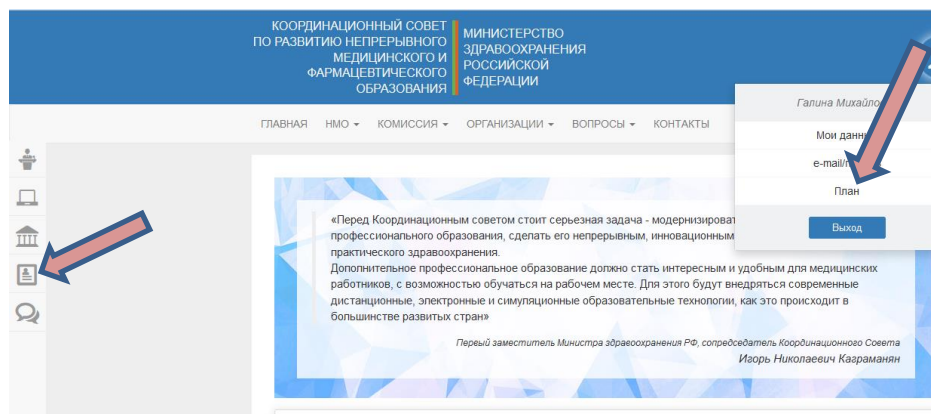 КООРДИНАЦИОННЫЙ СОВЕТ
ПО РАЗВИТИЮ НЕПРЕРЫВНОГО
МЕДИЦИНСКОГО И
ФАРМАЦЕВТИЧЕСКОГО
ОБРАЗОВАНИЯ
МИНИСТЕРСТВО
ЗДРАВООХРАНЕНИЯ
РОССИЙСКОЙ
ФЕДЕРАЦИИ
Галина
Мои
План
Выход
ГЛАВНАЯ НМО КОМИССИЯ ОРГАНИЗАЦИИ ВОПРОСЫ КОНТАКТЫ
«Перед Координационным советом стоит серьезная задача -
профессионального образования, сделать его непрерывным, инновационным
практического здравоохранения.
Дополнительное профессиональное образование должно стать интересным и удобным для медицинских
работников, с возможностью обучаться на рабочем месте. Для этого будут внедряться современные
дистанционные, электронные и симуляционные образовательные технологии, как это происходит в
большинстве развитых стран»
Первый заместитель Министра здравоохранения РФ, сопредседатель Координационного Совета
Игорь Николаевич Каграманян